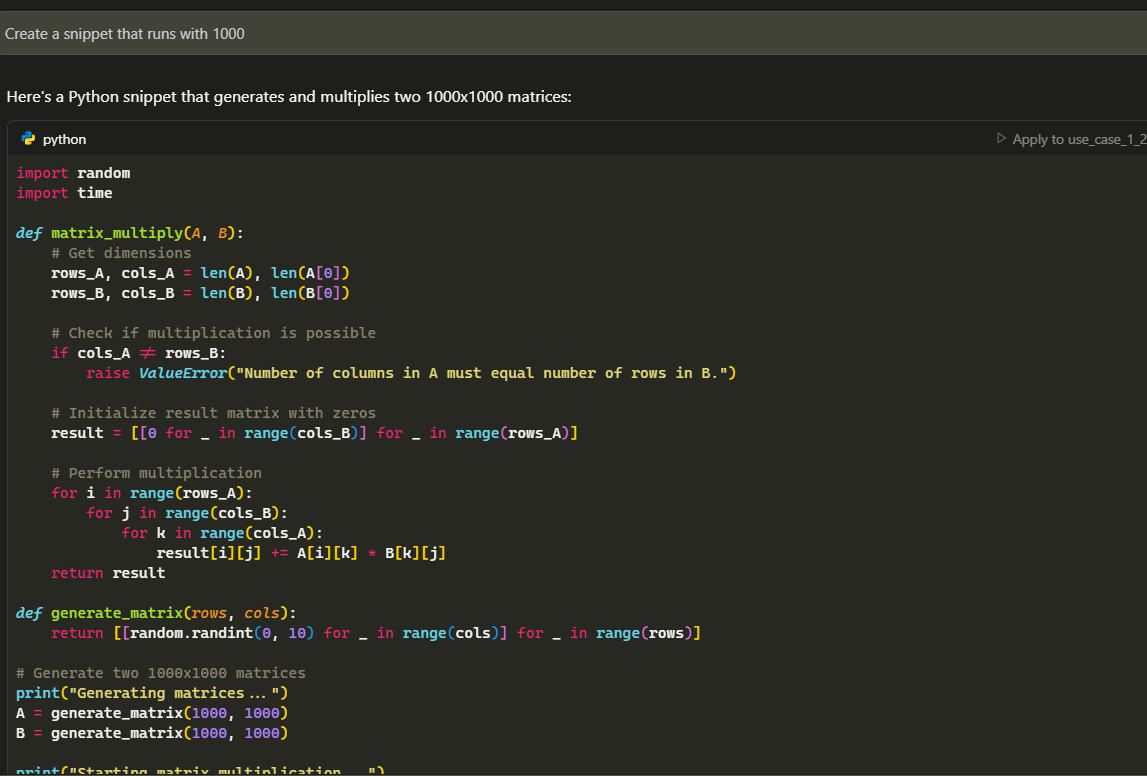 Create a snippet that runs with 1000
Here's a Python snippet that generates and multiplies two 1000x1000 matrices:
python
Apply to use_case_1_2
import random
import time
def matrix_multiply(A, B):
# Get dimensions
rows_A, cols_A = len(A), len(A[0])
rows_B, cols_B = len(B), len(B[0])
# Check if multiplication is possible
if cols_A ≠ rows_B:
raise ValueError("Number of columns in A must equal number of rows in B.")
# Initialize result matrix with zeros
result = [[0 for _ in range(cols_B)] for _ in range(rows_A)]
# Perform multiplication
for i in range(rows_A):
for j in range(cols_B):
for k in range(cols_A):
result[i][j] += A[i][k] * B[k][j]
return result
def generate_matrix(rows, cols):
return [[random.randint(0, 10) for _ in range(cols)] for _ in range(rows)]
# Generate two 1000x1000 matrices
print("Generating matrices...")
A = generate_matrix(1000, 1000)
B = generate_matrix(1000, 1000)
print("Starting matrix multiplication...")